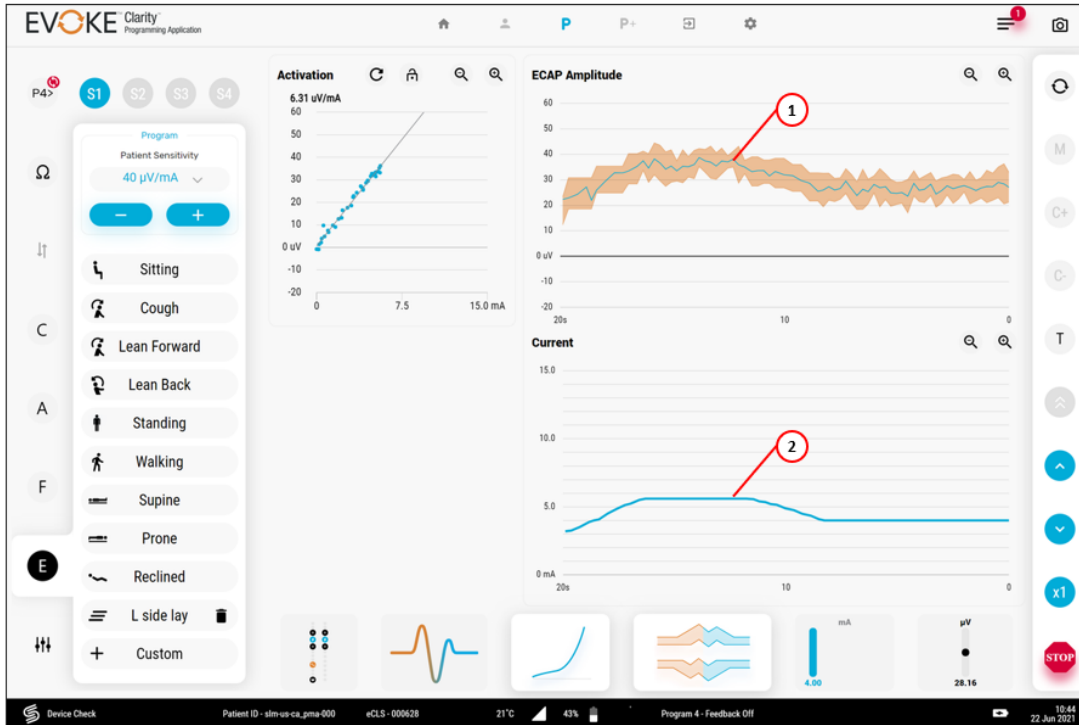 EVOKE™ Clarity™
Programming Application
P
P+
1
P4>
S1
S2
S3
S4
Program
Patient Sensitivity
40 µV/mA
−
+
Ω
C
A
F
E
Sitting
Cough
Lean Forward
Lean Back
Standing
Walking
Supine
Prone
Reclined
L side lay
+ Custom
Activation
6.31 uV/mA
60
50
40
30
20
10
0 uV
-10
-20
0 7.5 15.0 mA
ECAP Amplitude
1
60
50
40
30
20
10
0 uV
-10
-20
20s 10 0
Current
2
15.0
10.0
5.0
0 mA
20s 10 0
mA
4.00
µV
28.16
M
C+
C-
T
x1
STOP
Device Check Patient ID - slm-us-ca_pma-000 eCLS - 000628 21°C 43% Program 4 - Feedback Off 10:44
22 Jun 2021